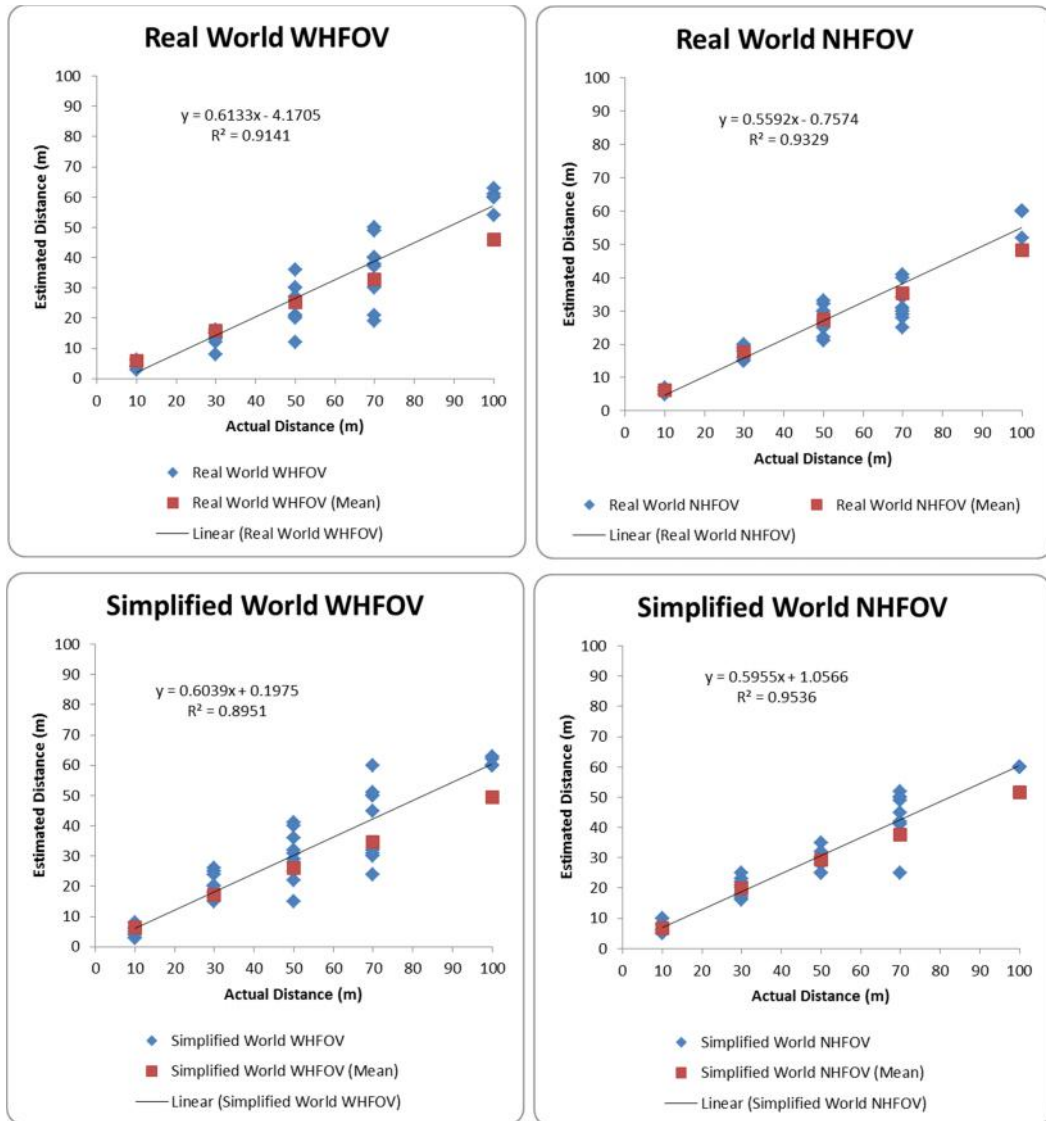 Real World WHFOV
y = 0.6133x - 4.1705
R² = 0.9141
Estimated Distance (m)
100
90
80
70
60
50
40
30
20
10
0
0 10 20 30 40 50 60 70 80 90 100
Actual Distance (m)
Real World WHFOV
Real World WHFOV (Mean)
Linear (Real World WHFOV)
Real World NHFOV
y = 0.5592x - 0.7574
R² = 0.9329
Estimated Distance (m)
100
90
80
70
60
50
40
30
20
10
0
0 10 20 30 40 50 60 70 80 90 100
Actual Distance (m)
Real World NHFOV Real World NHFOV (Mean)
Linear (Real World NHFOV)
Simplified World WHFOV
y = 0.6039x + 0.1975
R² = 0.8951
Estimated Distance (m)
100
90
80
70
60
50
40
30
20
10
0
0 10 20 30 40 50 60 70 80 90 100
Actual Distance (m)
Simplified World WHFOV
Simplified World WHFOV (Mean)
Linear (Simplified World WHFOV)
Simplified World NHFOV
y = 0.5955x + 1.0566
R² = 0.9536
Estimated Distance (m)
100
90
80
70
60
50
40
30
20
10
0
0 10 20 30 40 50 60 70 80 90 100
Actual Distance (m)
Simplified World NHFOV
Simplified World NHFOV (Mean)
Linear (Simplified World NHFOV)